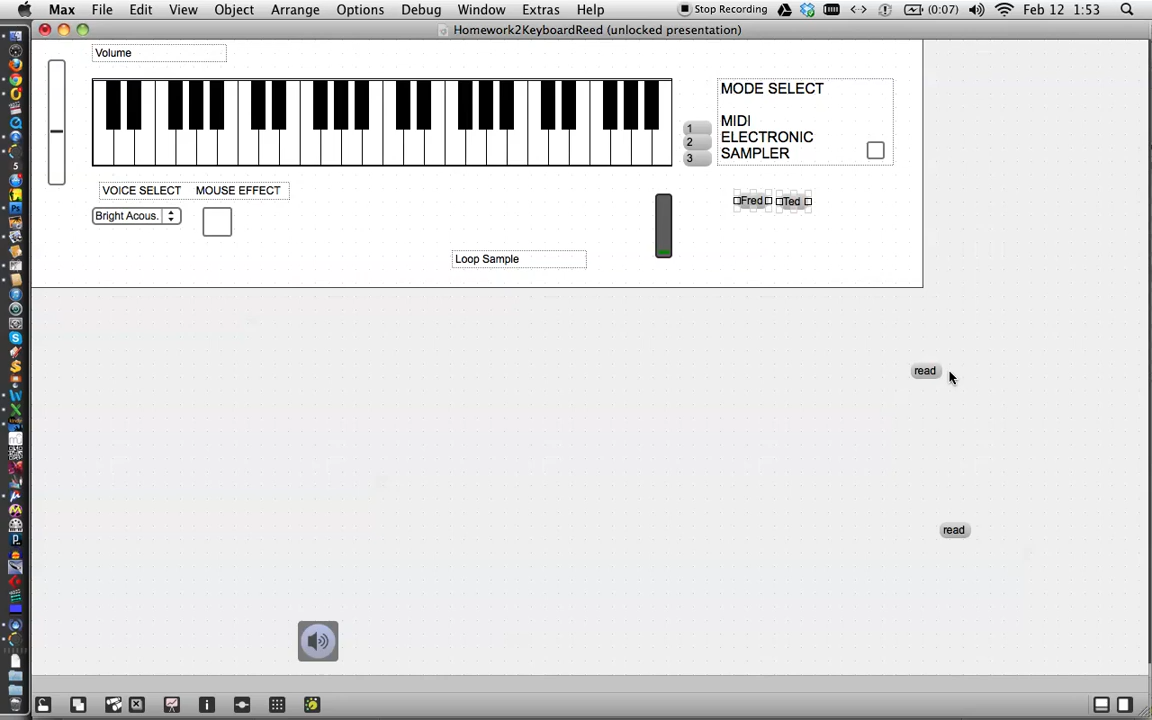 Max File Edit View Object Arrange Options Debug Window Extras Help Stop Recording (0:07) Feb 12 1:53
Homework2KeyboardReed (unlocked presentation)
Volume
MODE SELECT
MIDI
ELECTRONIC
SAMPLER
1
2
3
VOICE SELECT MOUSE EFFECT
Bright Acous.
Fred Ted
Loop Sample
read
read